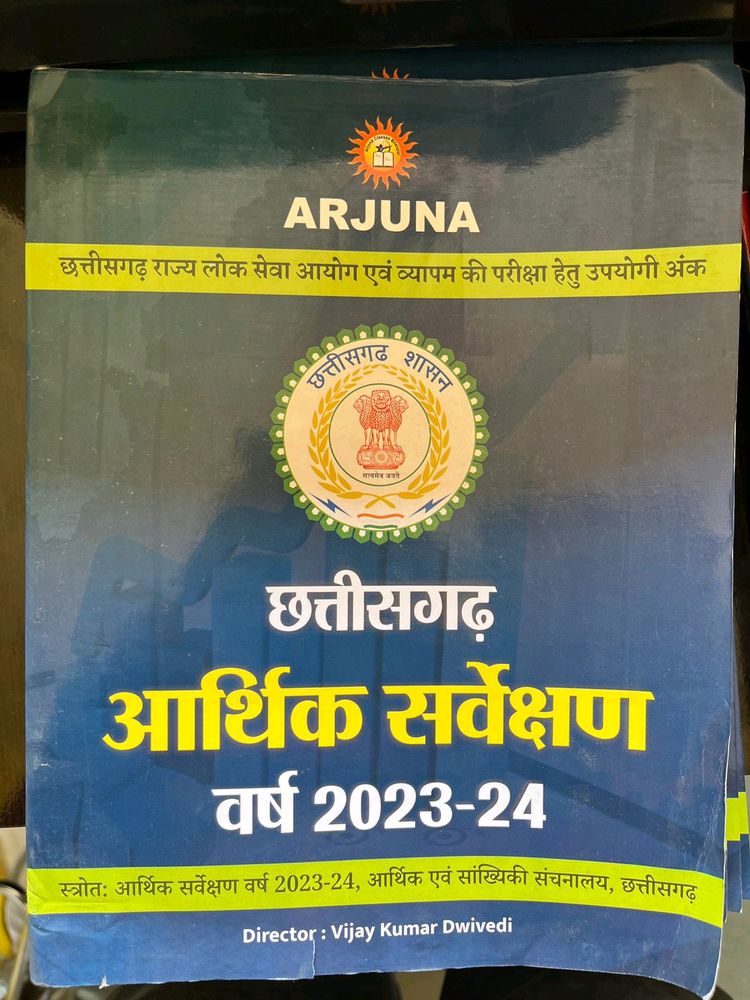 ARJUNA
छत्तीसगढ़ राज्य लोक सेवा आयोग एवं व्यापम की परीक्षा हेतु उपयोगी अंक
छत्तीसगढ शासन
सत्यमेव जयते
छत्तीसगढ़
आर्थिक सर्वेक्षण
वर्ष 2023-24
स्त्रोत: आर्थिक सर्वेक्षण वर्ष 2023-24, आर्थिक एवं सांख्यिकी संचनालय, छत्तीसगढ़
Director : Vijay Kumar Dwivedi